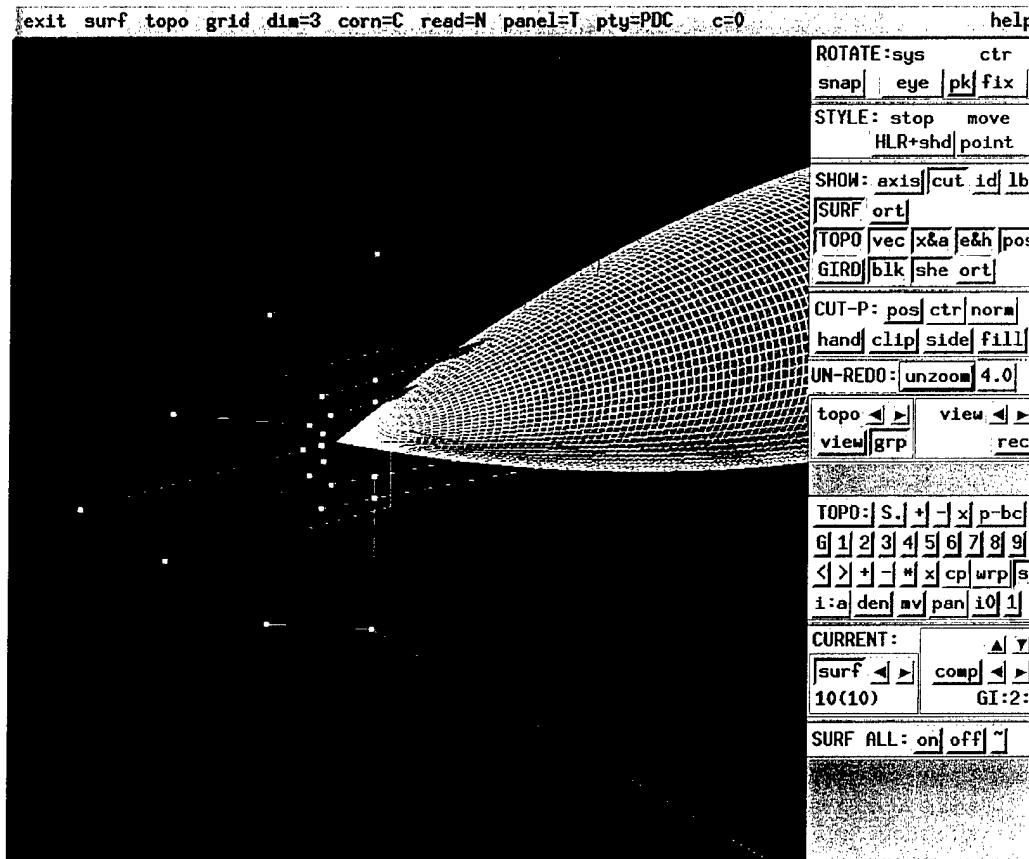 exit surf topo grid dim=3 corn=C read=N panel=T pty=PDC c=0 help
ROTATE:sys ctr
snap eye pk fix
STYLE: stop move
HLR+shd point
SHOW: axis cut id lb
SURF ort
TOPO vec x&a e&h pos
GIRD blk she ort
CUT-P: pos ctr norm
hand clip side fill
UN-REDO: unzoom 4.0
topo ◄ ► view ◄ ►
view grp rec
TOPO: S. + - x p-bc
G 1 2 3 4 5 6 7 8 9
< > + - * x cp wrp s
i:a den mv pan i0 1
CURRENT: ▲ ▼
surf ◄ ► comp ◄ ►
10(10) GI:2:
SURF ALL: on off ~